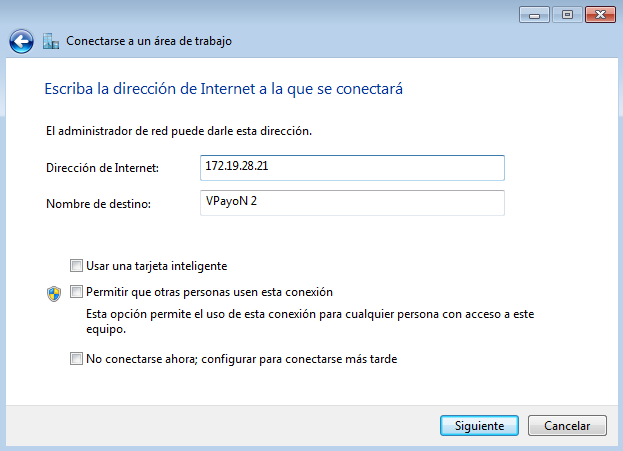 Conectarse a un área de trabajo
Escriba la dirección de Internet a la que se conectará
El administrador de red puede darle esta dirección.
Dirección de Internet: 172.19.28.21
Nombre de destino: VPayoN 2
Usar una tarjeta inteligente
Permitir que otras personas usen esta conexión
Esta opción permite el uso de esta conexión para cualquier persona con acceso a este
equipo.
No conectarse ahora; configurar para conectarse más tarde
Siguiente Cancelar